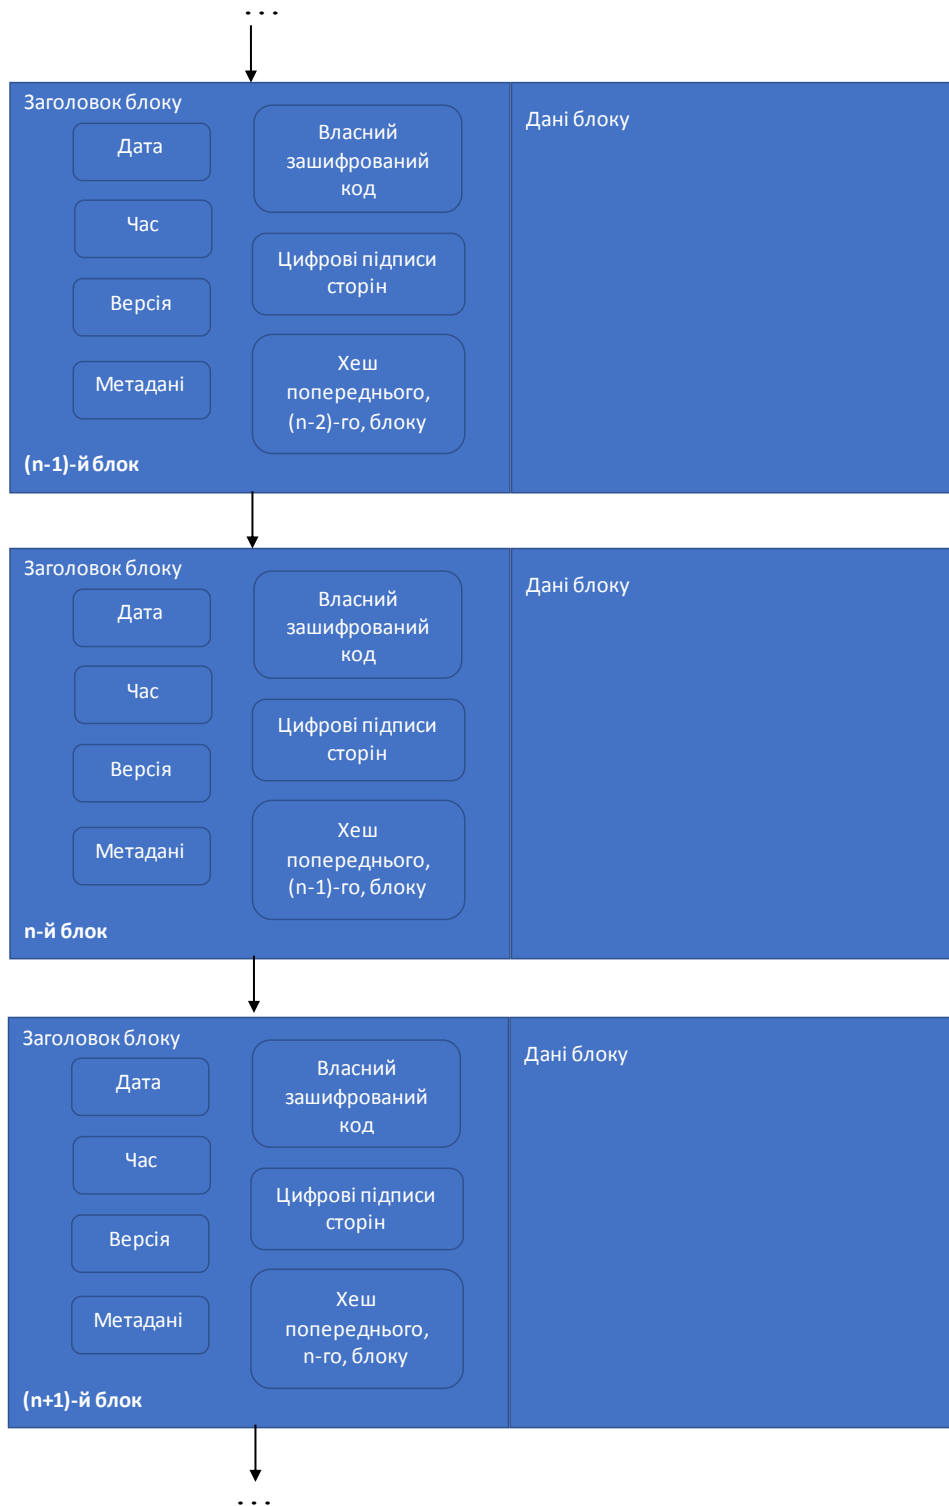 . . .
Заголовок блоку
Дата
Час
Версія
Метадані
Власний
зашифрований
код
Цифрові підписи
сторін
Хеш
попереднього,
(n-2)-го, блоку
(n-1)-й блок
Дані блоку
Заголовок блоку
Дата
Час
Версія
Метадані
Власний
зашифрований
код
Цифрові підписи
сторін
Хеш
попереднього,
(n-1)-го, блоку
n-й блок
Дані блоку
Заголовок блоку
Дата
Час
Версія
Метадані
Власний
зашифрований
код
Цифрові підписи
сторін
Хеш
попереднього,
n-го, блоку
(n+1)-й блок
Дані блоку
. . .